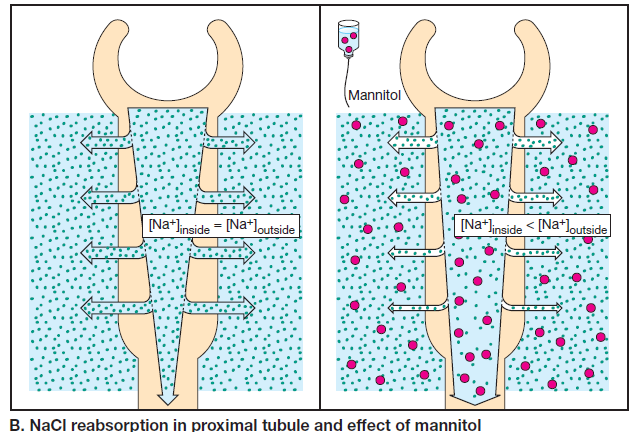 Mannitol
[Na+]inside = [Na+]outside
[Na+]inside < [Na+]outside
B. NaCl reabsorption in proximal tubule and effect of mannitol